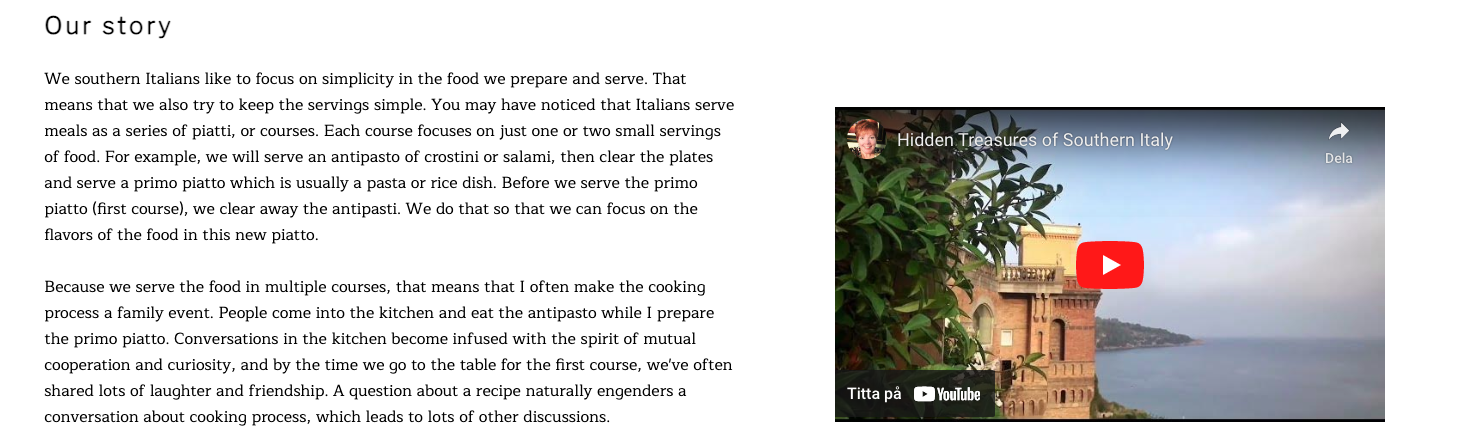 Our story
We southern Italians like to focus on simplicity in the food we prepare and serve. That
means that we also try to keep the servings simple. You may have noticed that Italians serve
meals as a series of piatti, or courses. Each course focuses on just one or two small servings
of food. For example, we will serve an antipasto of crostini or salami, then clear the plates
and serve a primo piatto which is usually a pasta or rice dish. Before we serve the primo
piatto (first course), we clear away the antipasti. We do that so that we can focus on the
flavors of the food in this new piatto.
Because we serve the food in multiple courses, that means that I often make the cooking
process a family event. People come into the kitchen and eat the antipasto while I prepare
the primo piatto. Conversations in the kitchen become infused with the spirit of mutual
cooperation and curiosity, and by the time we go to the table for the first course, we've often
shared lots of laughter and friendship. A question about a recipe naturally engenders a
conversation about cooking process, which leads to lots of other discussions.
Hidden Treasures of Southern Italy
Dela
Titta på YouTube